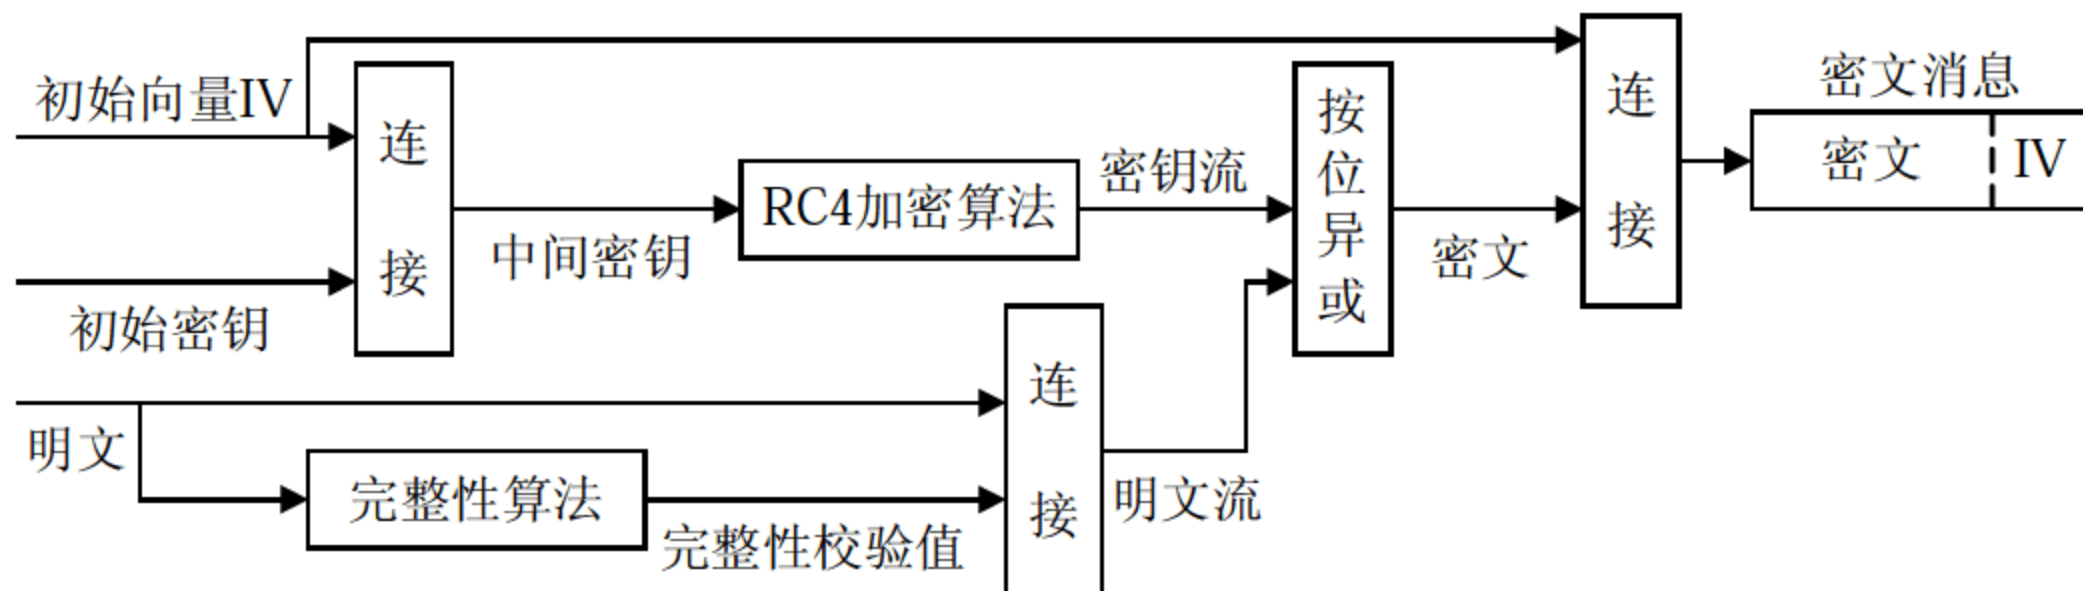 初始向量IV
连接
初始密钥
中间密钥
RC4加密算法
密钥流
按位异或
密文
连接
密文消息
密文
IV
明文
完整性算法
完整性校验值
连接
明文流